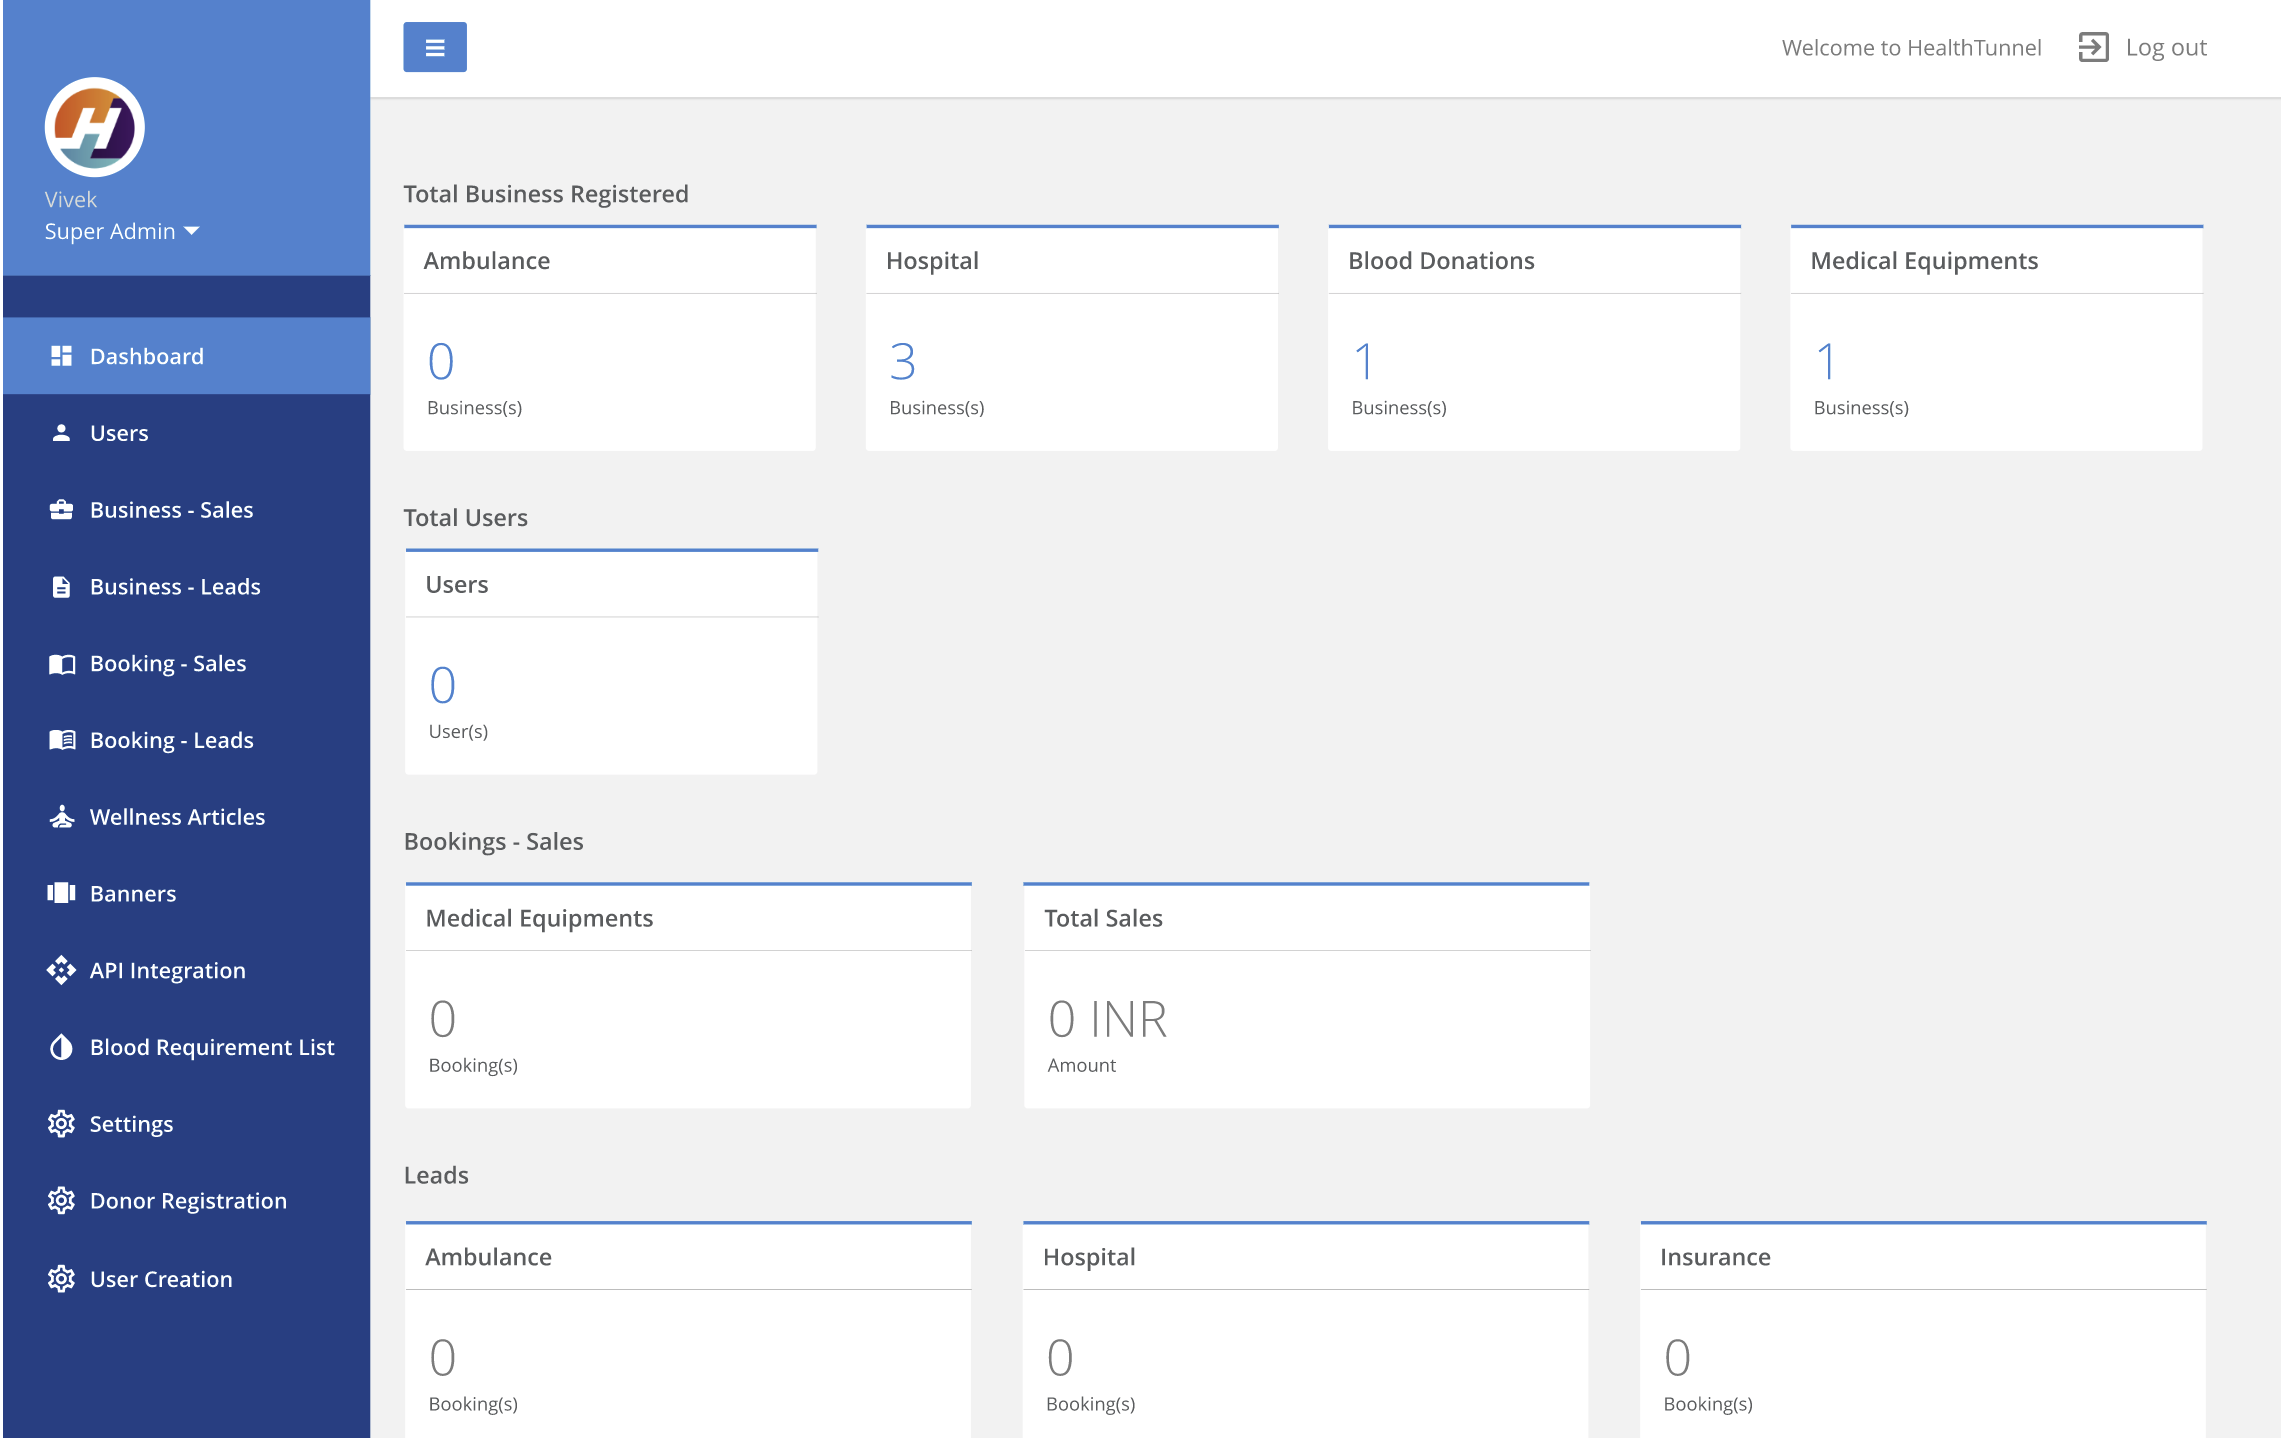 Welcome to HealthTunnel
Log out
H
Vivek
Super Admin
Dashboard
Users
Business - Sales
Business - Leads
Booking - Sales
Booking - Leads
Wellness Articles
Banners
API Integration
Blood Requirement List
Settings
Donor Registration
User Creation
Total Business Registered
Ambulance
0
Business(s)
Hospital
3
Business(s)
Blood Donations
1
Business(s)
Medical Equipments
1
Business(s)
Total Users
Users
0
User(s)
Bookings - Sales
Medical Equipments
0
Booking(s)
Total Sales
0 INR
Amount
Leads
Ambulance
0
Booking(s)
Hospital
0
Booking(s)
Insurance
0
Booking(s)